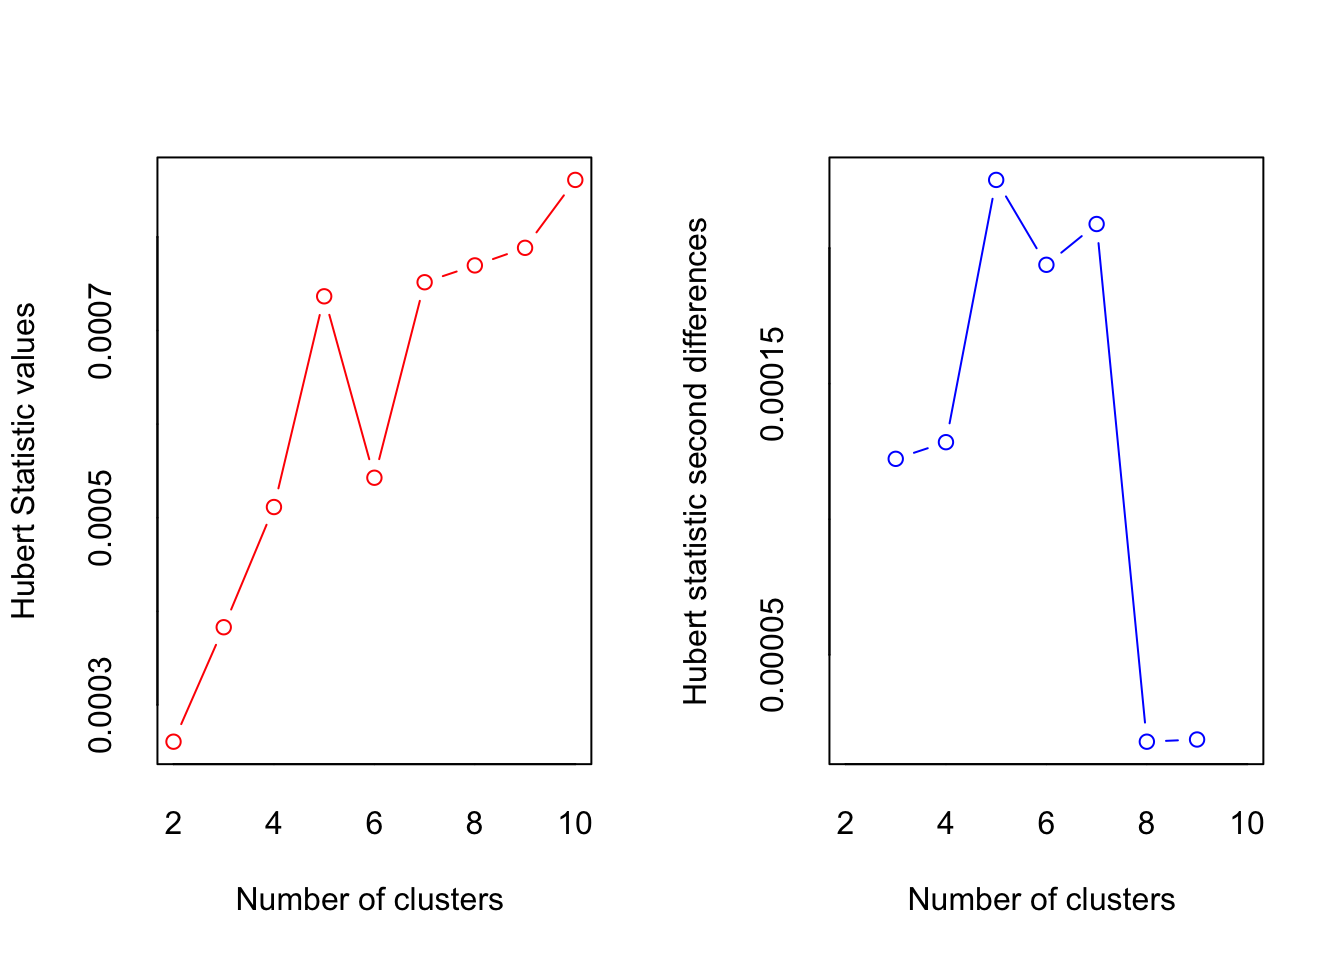 Hubert Statistic values
0.0003
0.0005
0.0007
2 4 6 8 10
Number of clusters
Hubert statistic second differences
0.00005
0.00015
2 4 6 8 10
Number of clusters